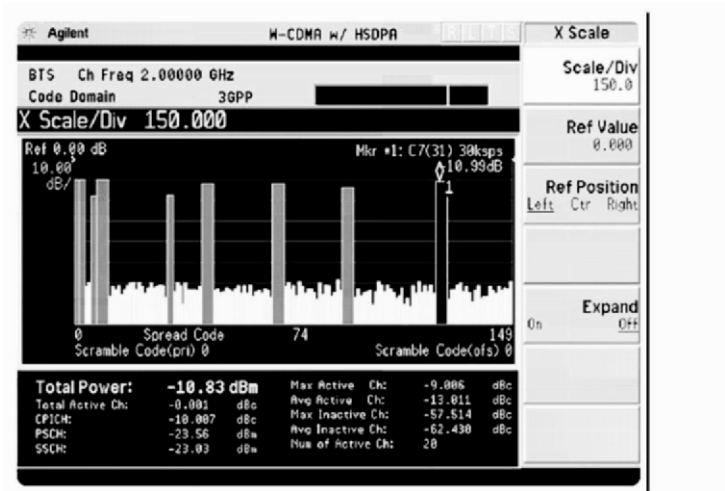 Agilent W-CDMA w/ HSDPA R L T S X Scale
BTS Ch Freq 2.00000 GHz
Code Domain 3GPP
X Scale/Div 150.000
Ref 0.00 dB Mkr #1: C7(31) 30ksps
10.00 -10.99dB
dB/
1
0 Spread Code 74 149
Scramble Code(pri) 0 Scramble Code(ofs) 0
Total Power: -10.83 dBm
Total Active Ch: -0.001 dBc
CPICH: -10.007 dBc
PSCH: -23.56 dBm
SSCH: -23.03 dBm
Max Active Ch: -9.006 dBc
Avg Active Ch: -13.011 dBc
Max Inactive Ch: -57.514 dBc
Avg Inactive Ch: -62.430 dBc
Num of Active Ch: 20
Scale/Div
150.0
Ref Value
0.000
Ref Position
Left Ctr Right
Expand
On Off